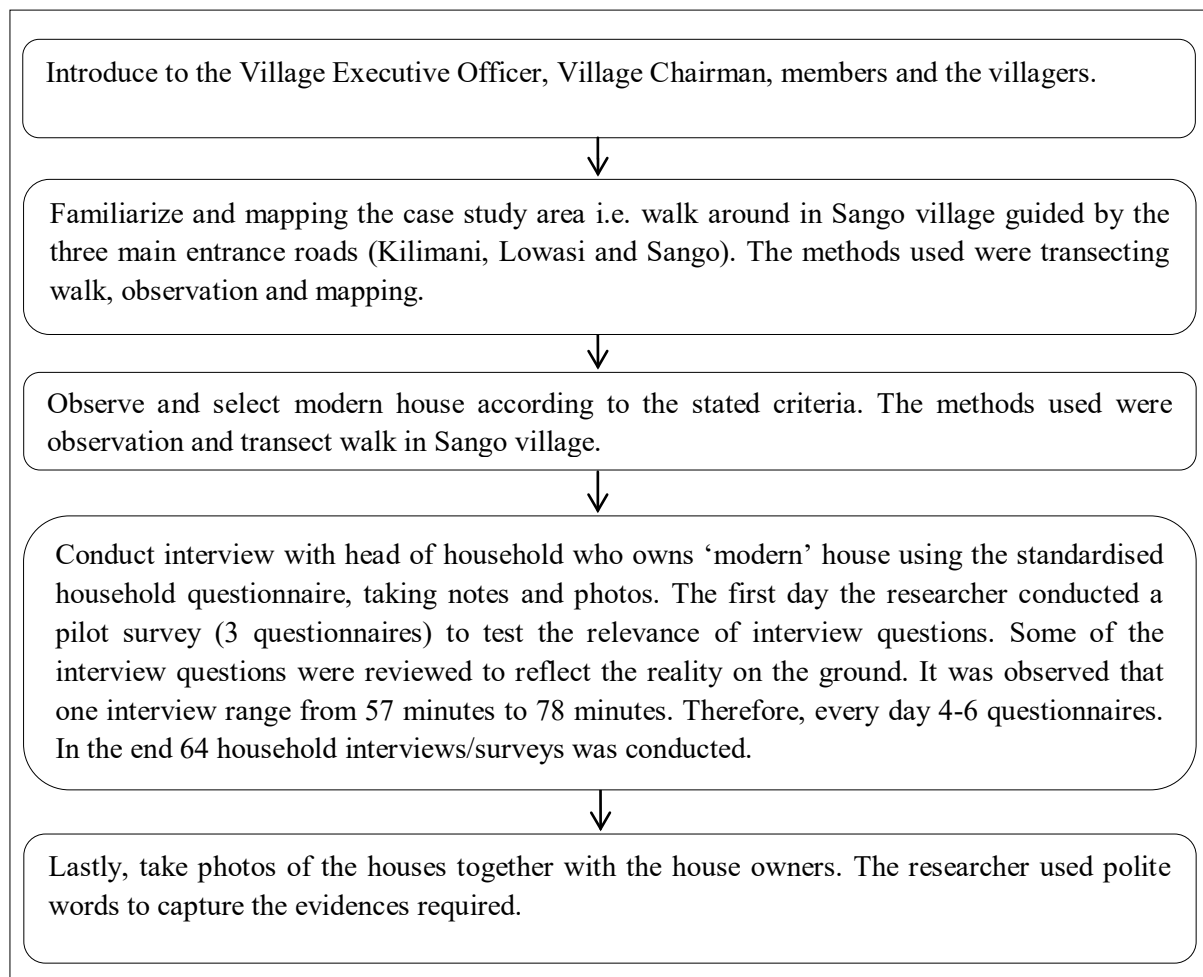 Introduce to the Village Executive Officer, Village Chairman, members and the villagers.
Familiarize and mapping the case study area i.e. walk around in Sango village guided by the
three main entrance roads (Kilimani, Lowasi and Sango). The methods used were transecting
walk, observation and mapping.
Observe and select modern house according to the stated criteria. The methods used were
observation and transect walk in Sango village.
Conduct interview with head of household who owns ‘modern’ house using the standardised
household questionnaire, taking notes and photos. The first day the researcher conducted a
pilot survey (3 questionnaires) to test the relevance of interview questions. Some of the
interview questions were reviewed to reflect the reality on the ground. It was observed that
one interview range from 57 minutes to 78 minutes. Therefore, every day 4-6 questionnaires.
In the end 64 household interviews/surveys was conducted.
Lastly, take photos of the houses together with the house owners. The researcher used polite
words to capture the evidences required.